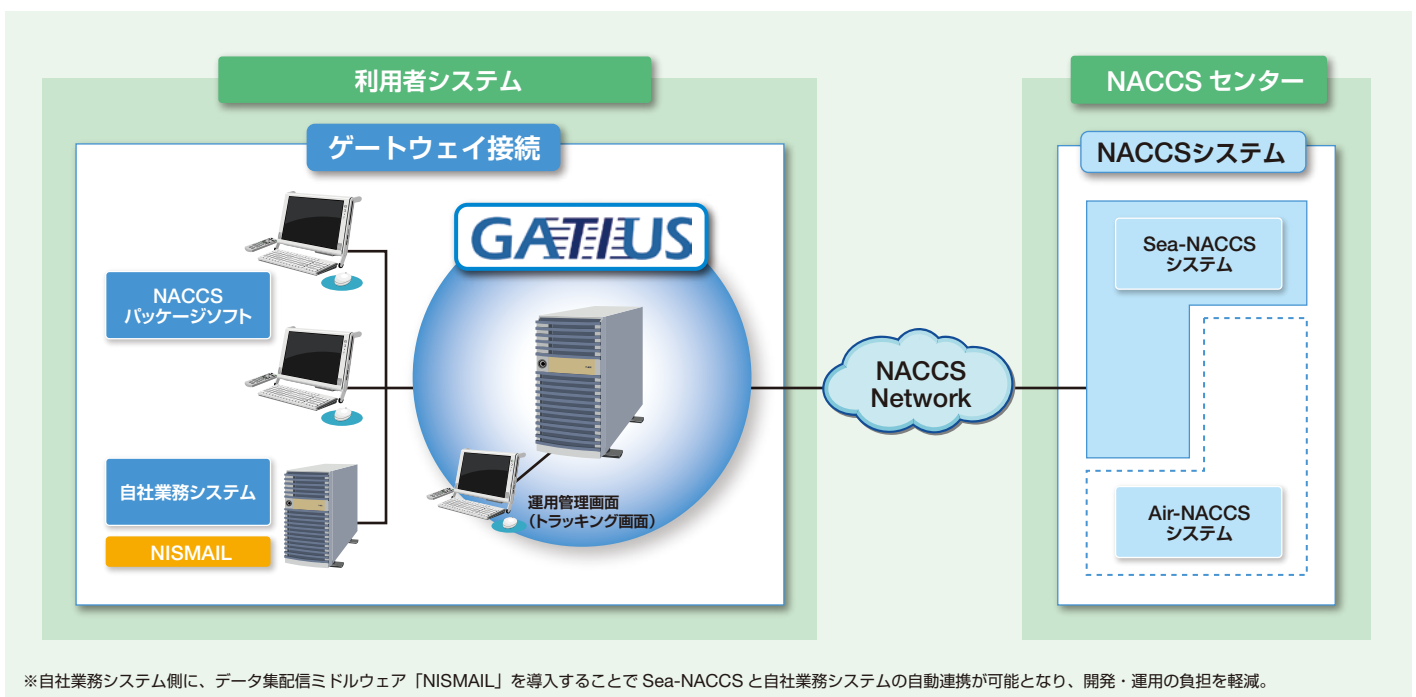 利用者システム
NACCS センター
ゲートウェイ接続
NACCSシステム
GATIUS
Sea-NACCS
システム
NACCS
パッケージソフト
NACCS
Network
自社業務システム
運用管理画面
(トラッキング画面)
NISMAIL
Air-NACCS
システム
※自社業務システム側に、データ集配信ミドルウェア「NISMAIL」を導入することで Sea-NACCS と自社業務システムの自動連携が可能となり、開発・運用の負担を軽減。